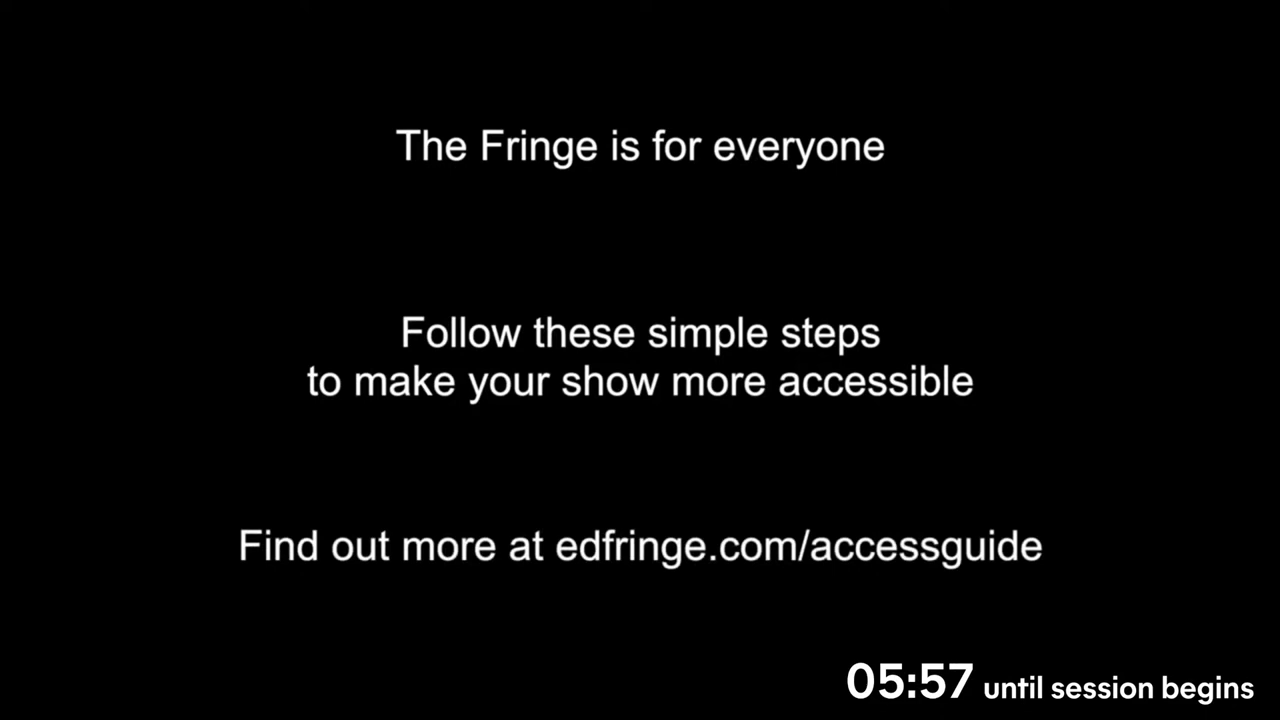 The Fringe is for everyone
Follow these simple steps
to make your show more accessible
Find out more at edfringe.com/accessguide
05:57 until session begins